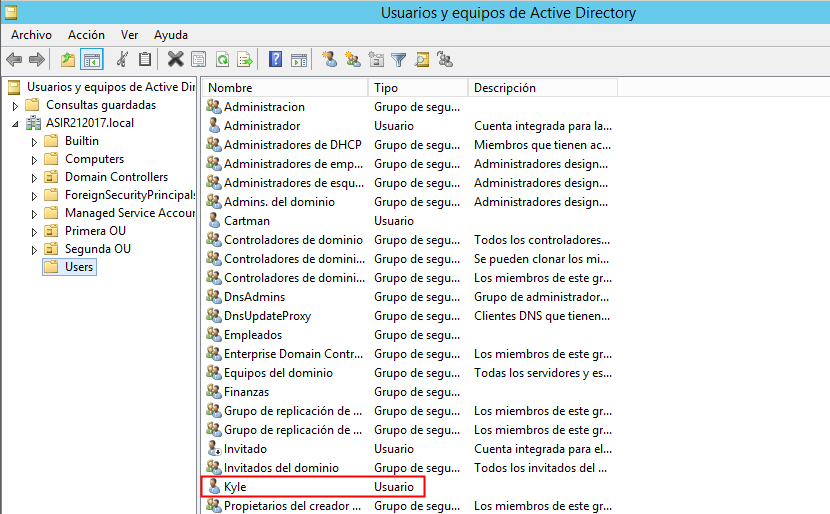 Usuarios y equipos de Active Directory
Archivo Acción Ver Ayuda
Usuarios y equipos de Active Dir
Consultas guardadas
ASIR212017.local
Builtin
Computers
Domain Controllers
ForeignSecurityPrincipals
Managed Service Accour
Primera OU
Segunda OU
Users
Nombre Tipo Descripción
Administracion Grupo de segu...
Administrador Usuario Cuenta integrada para la...
Administradores de DHCP Grupo de segu... Miembros que tienen ac...
Administradores de emp... Grupo de segu... Administradores design...
Administradores de esqu... Grupo de segu... Administradores design...
Admins. del dominio Grupo de segu... Administradores design...
Cartman Usuario
Controladores de dominio Grupo de segu... Todos los controladores...
Controladores de domini... Grupo de segu... Se pueden clonar los mi...
Controladores de domini... Grupo de segu... Los miembros de este gr...
DnsAdmins Grupo de segu... Grupo de administrador...
DnsUpdateProxy Grupo de segu... Clientes DNS que tienen...
Empleados Grupo de segu...
Enterprise Domain Contr... Grupo de segu... Los miembros de este gr...
Equipos del dominio Grupo de segu... Todas los servidores y es...
Finanzas Grupo de segu...
Grupo de replicación de ... Grupo de segu... Los miembros de este gr...
Grupo de replicación de ... Grupo de segu... Los miembros de este gr...
Invitado Usuario Cuenta integrada para el...
Invitados del dominio Grupo de segu... Todos los invitados del ...
Kyle Usuario
Propietarios del creador ... Grupo de segu... Los miembros de este gr...